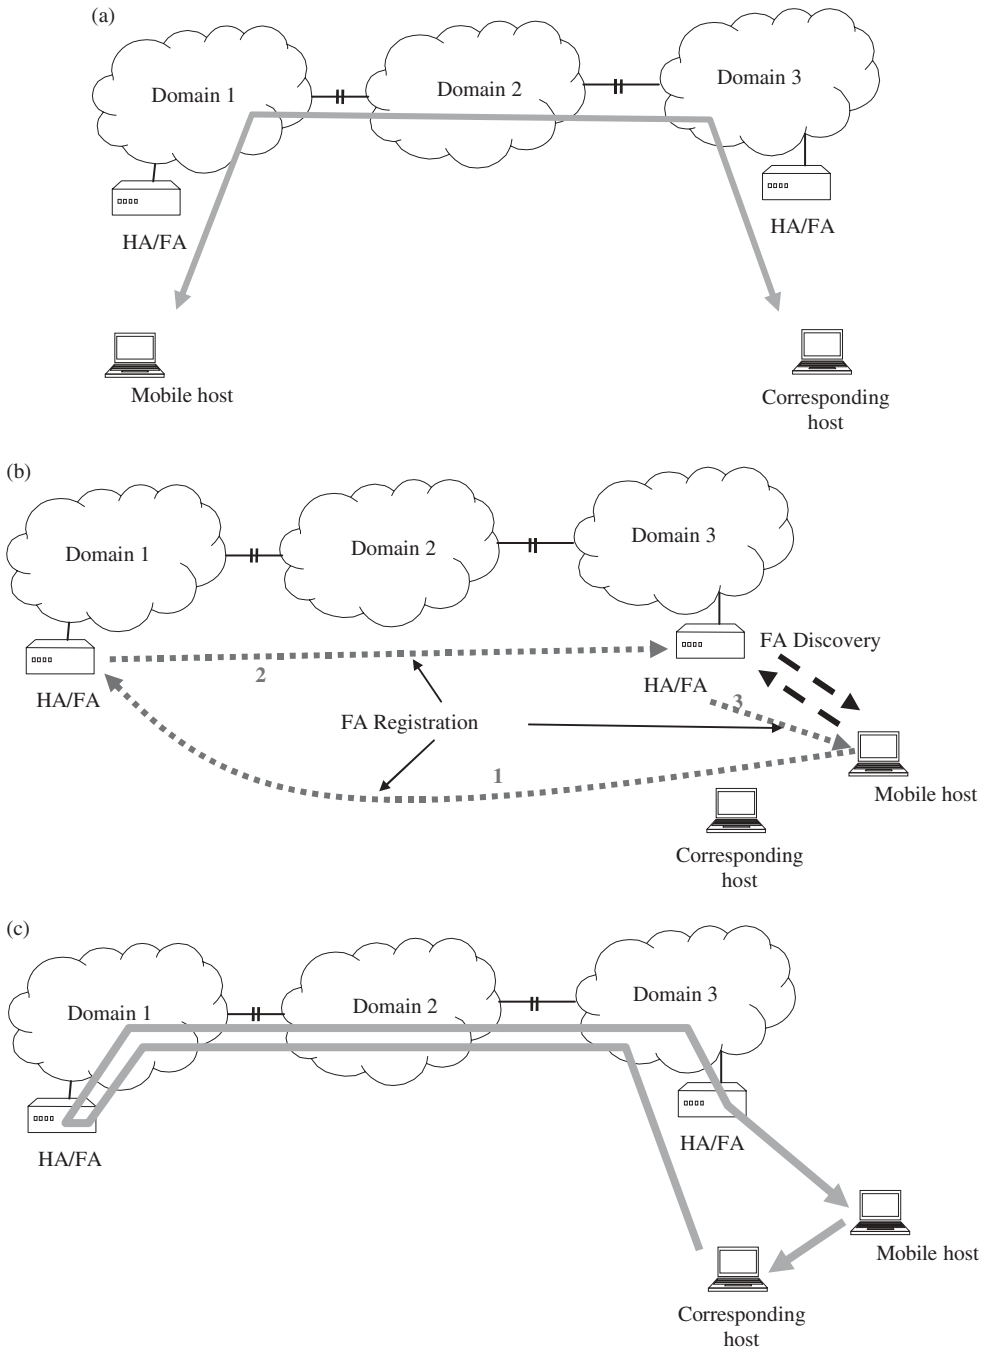 (a)
Domain 1
Domain 2
Domain 3
HA/FA
HA/FA
Mobile host
Corresponding
host
(b)
Domain 1
Domain 2
Domain 3
FA Discovery
2
HA/FA
HA/FA
3
FA Registration
1
Mobile host
Corresponding
host
(c)
Domain 1
Domain 2
Domain 3
HA/FA
HA/FA
Mobile host
Corresponding
host